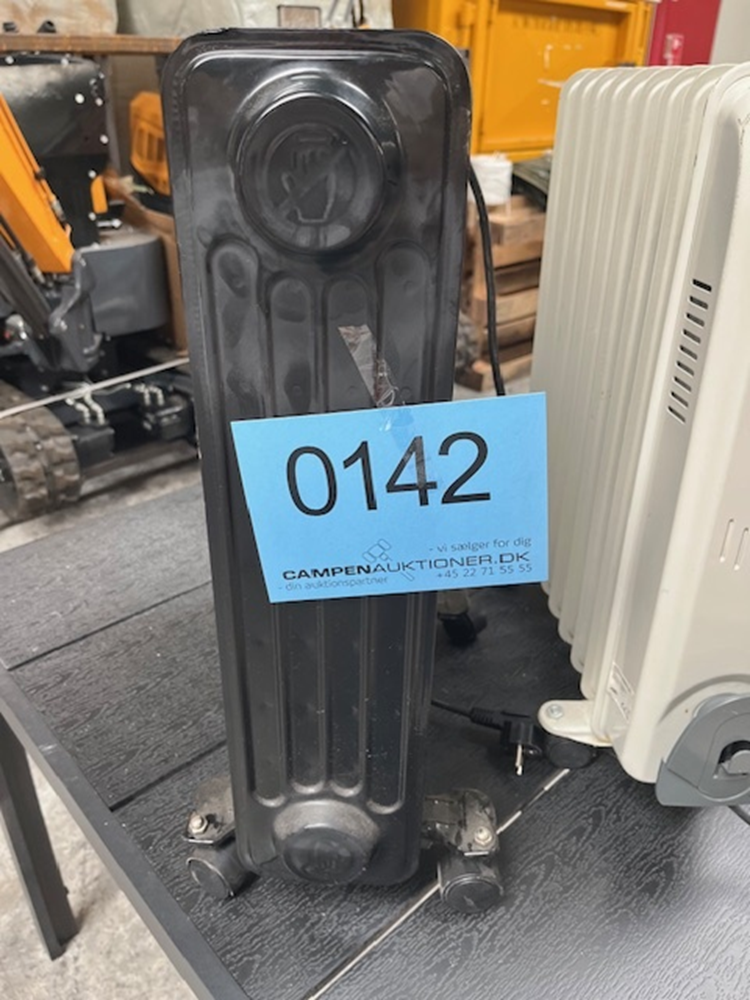 0142
- vi sælger for dig
CAMPENAUKTIONER.DK
- din auktionspartner +45 22 71 55 55